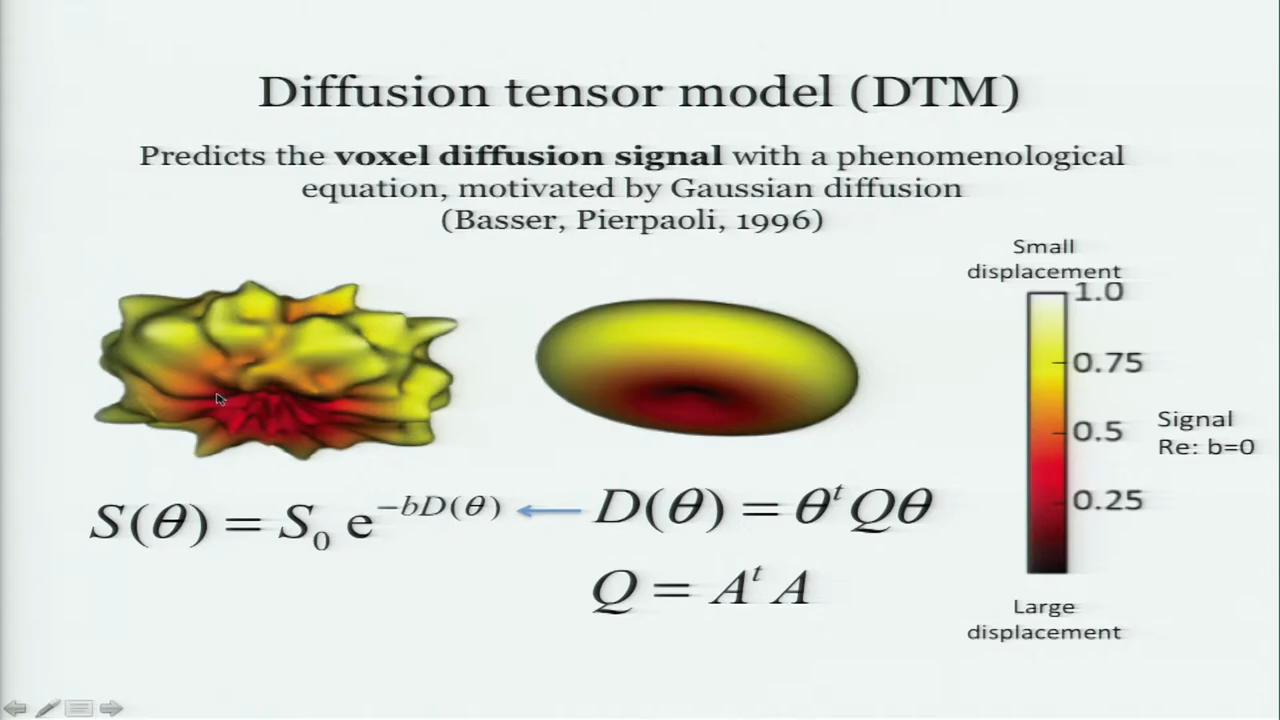 Diffusion tensor model (DTM)
Predicts the voxel diffusion signal with a phenomenological
equation, motivated by Gaussian diffusion
(Basser, Pierpaoli, 1996)
Small
displacement
1.0
0.75
0.5
0.25
Signal
Re: b=0
Large
displacement
S(θ) = S₀ e^{-bD(θ)} ← D(θ) = θᵗQθ
Q = AᵗA